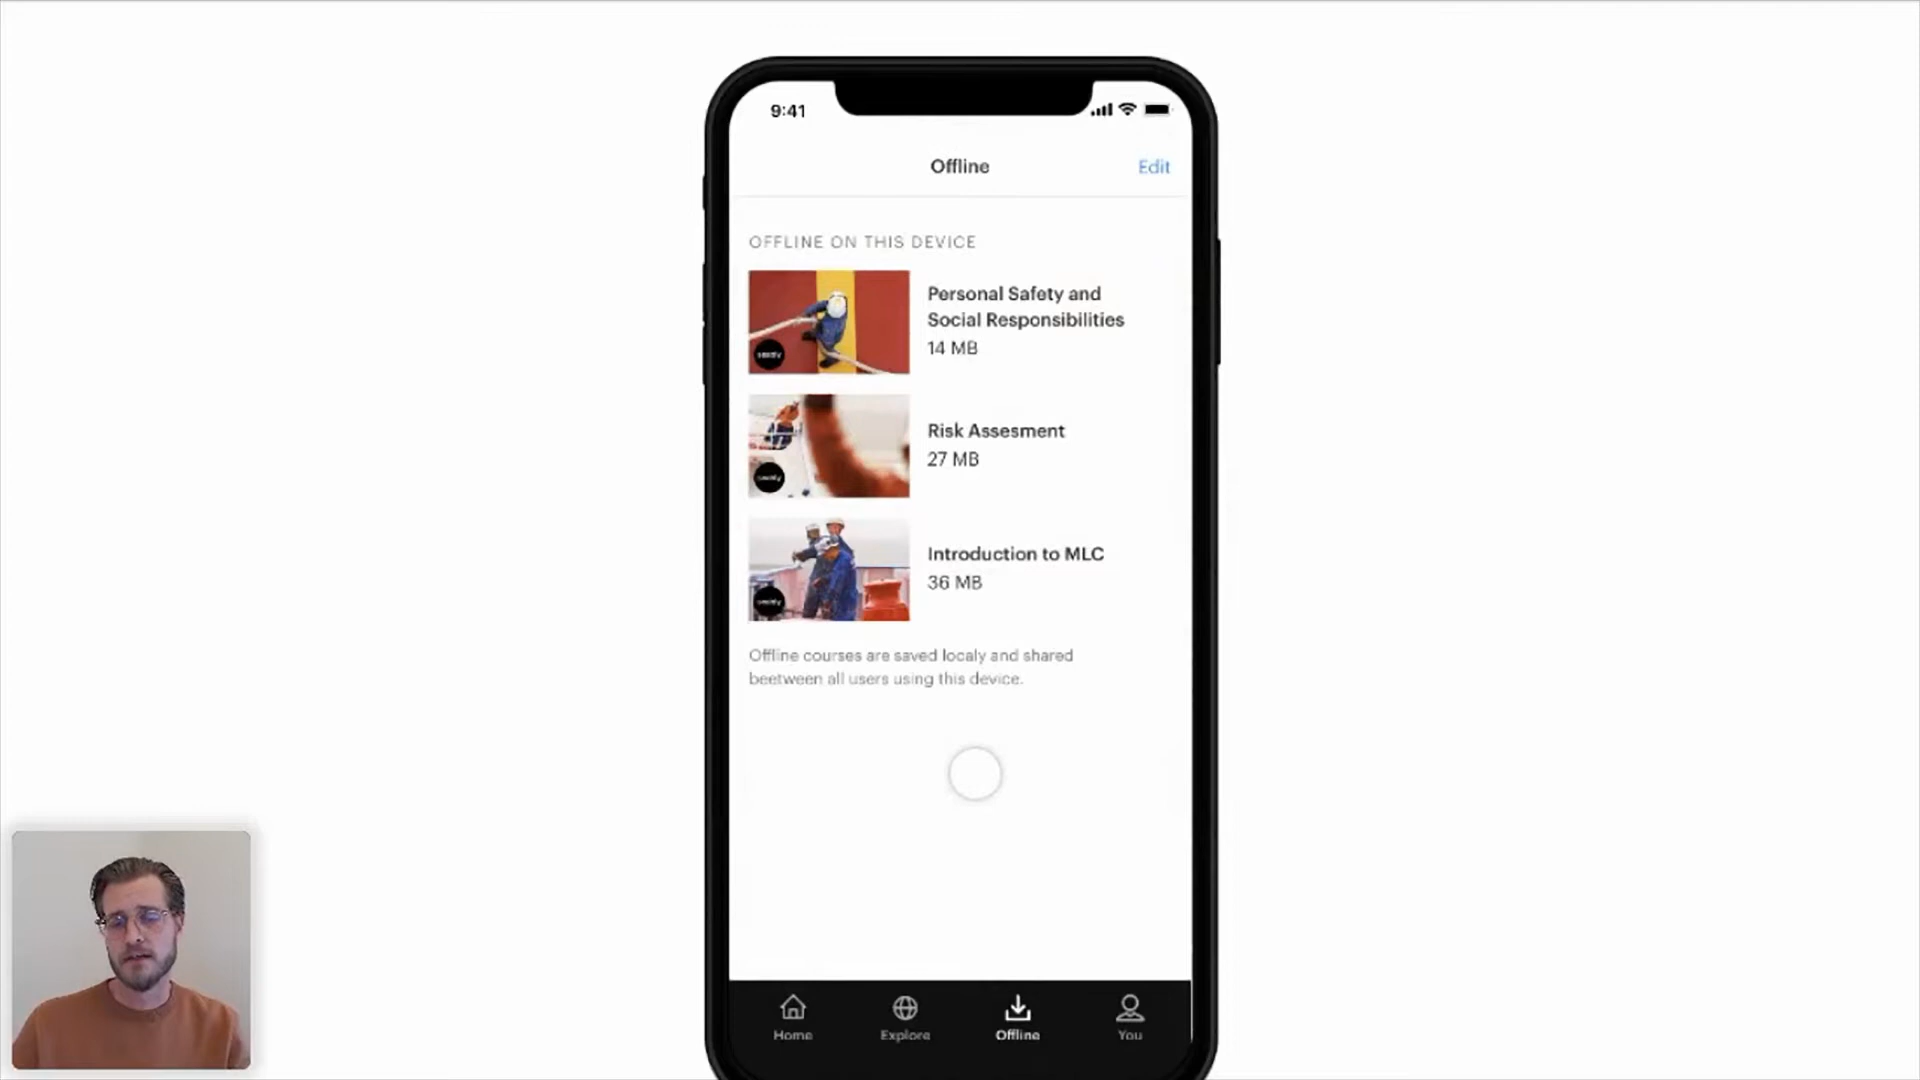 9:41
Offline
Edit
OFFLINE ON THIS DEVICE
Personal Safety and
Social Responsibilities
14 MB
Risk Assesment
27 MB
Introduction to MLC
36 MB
Offline courses are saved localy and shared
beetween all users using this device.
Home
Explore
Offline
You